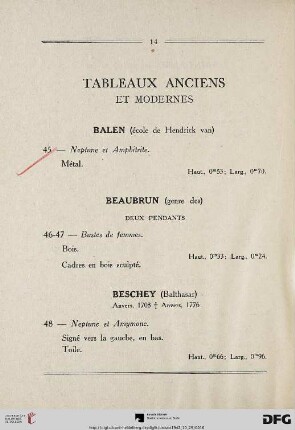 14
TABLEAUX ANCIENS
ET MODERNES
BALEN (école de Hendrick van)
45 — Neptune et Amphitrite.
Métal.
Haut., 0m53; Larg., 0m70.
BEAUBRUN (genre des)
DEUX PENDANTS
46-47 — Bustes de femmes.
Bois.
Cadres en bois sculpté.
Haut., 0m33; Larg., 0m24.
BESCHEY (Balthasar)
Anvers, 1708 † Anvers, 1776
48 — Neptune et Amymone.
Signé vers la gauche, en bas.
Toile.
Haut., 0m66; Larg., 0m96.
DFG